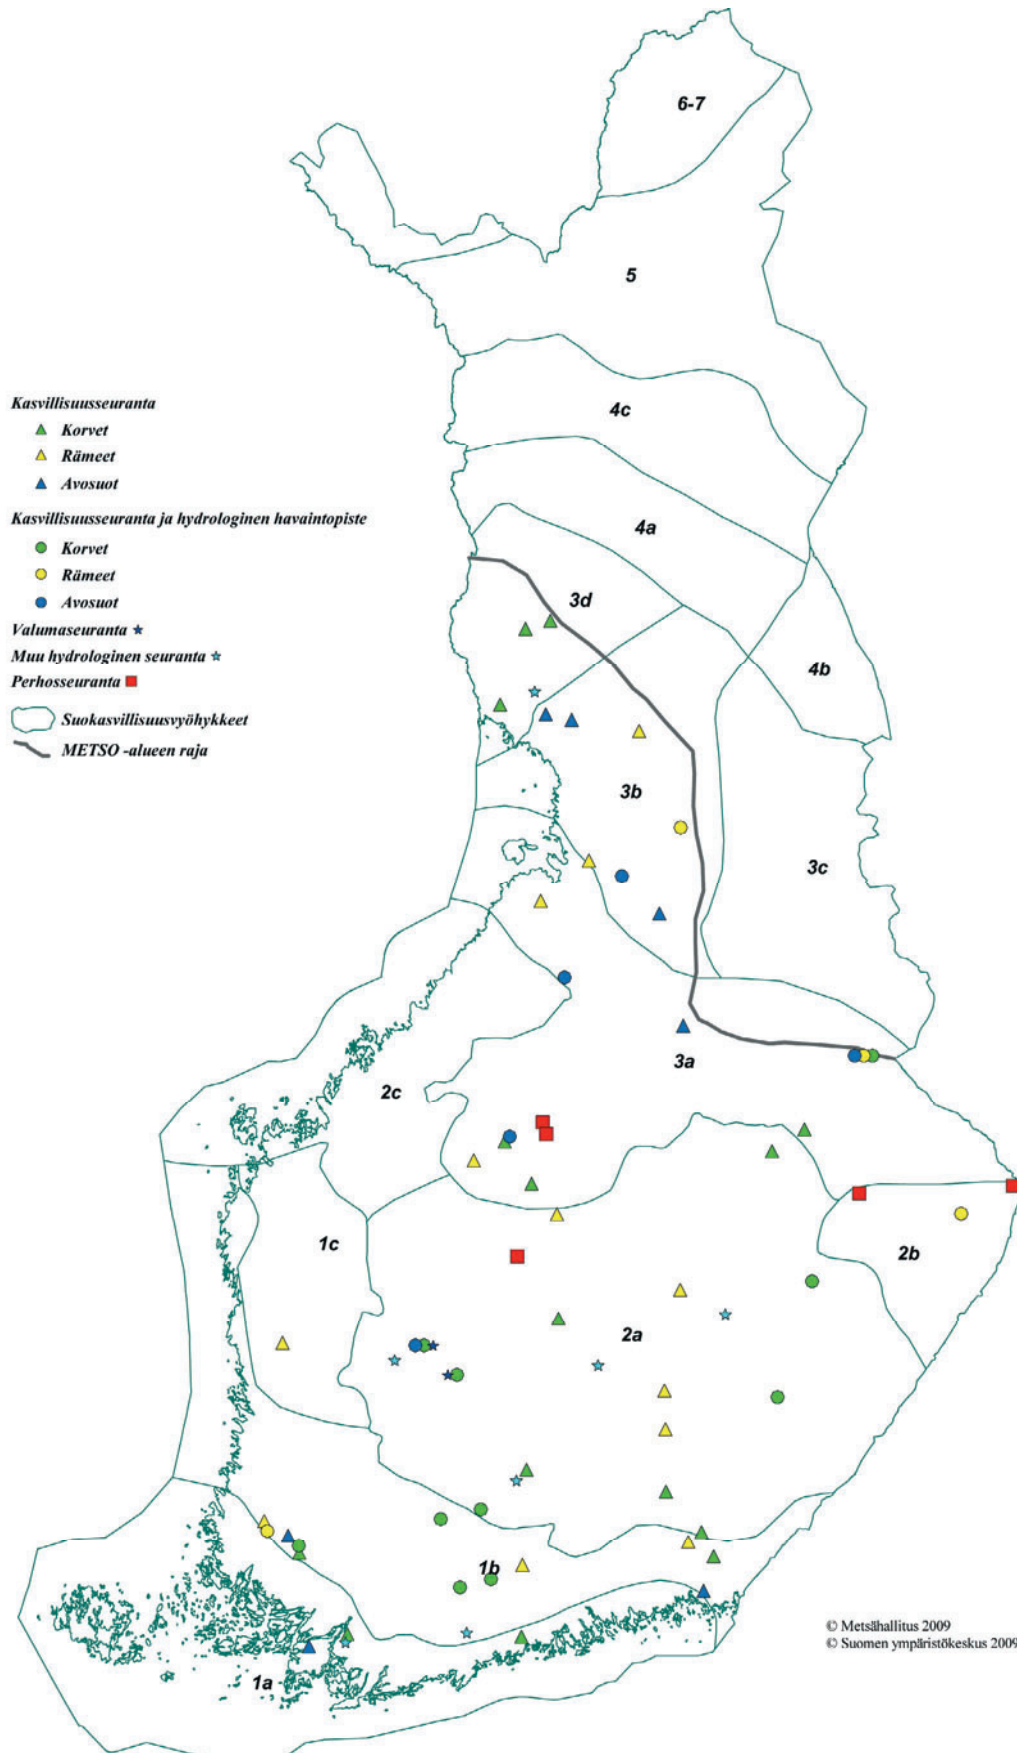 6-7
5
4c
4a
3d
4b
3b
3c
3a
2c
1c
2b
2a
1b
1a
Kasvillisuusseuranta
Korvet
Rämeet
Avosuot
Kasvillisuusseuranta ja hydrologinen havaintopiste
Korvet
Rämeet
Avosuot
Valumaseuranta
Muu hydrologinen seuranta
Perhosseuranta
Suokasvillisuusvyöhykkeet
METSO -alueen raja
© Metsähallitus 2009
© Suomen ympäristökeskus 2009